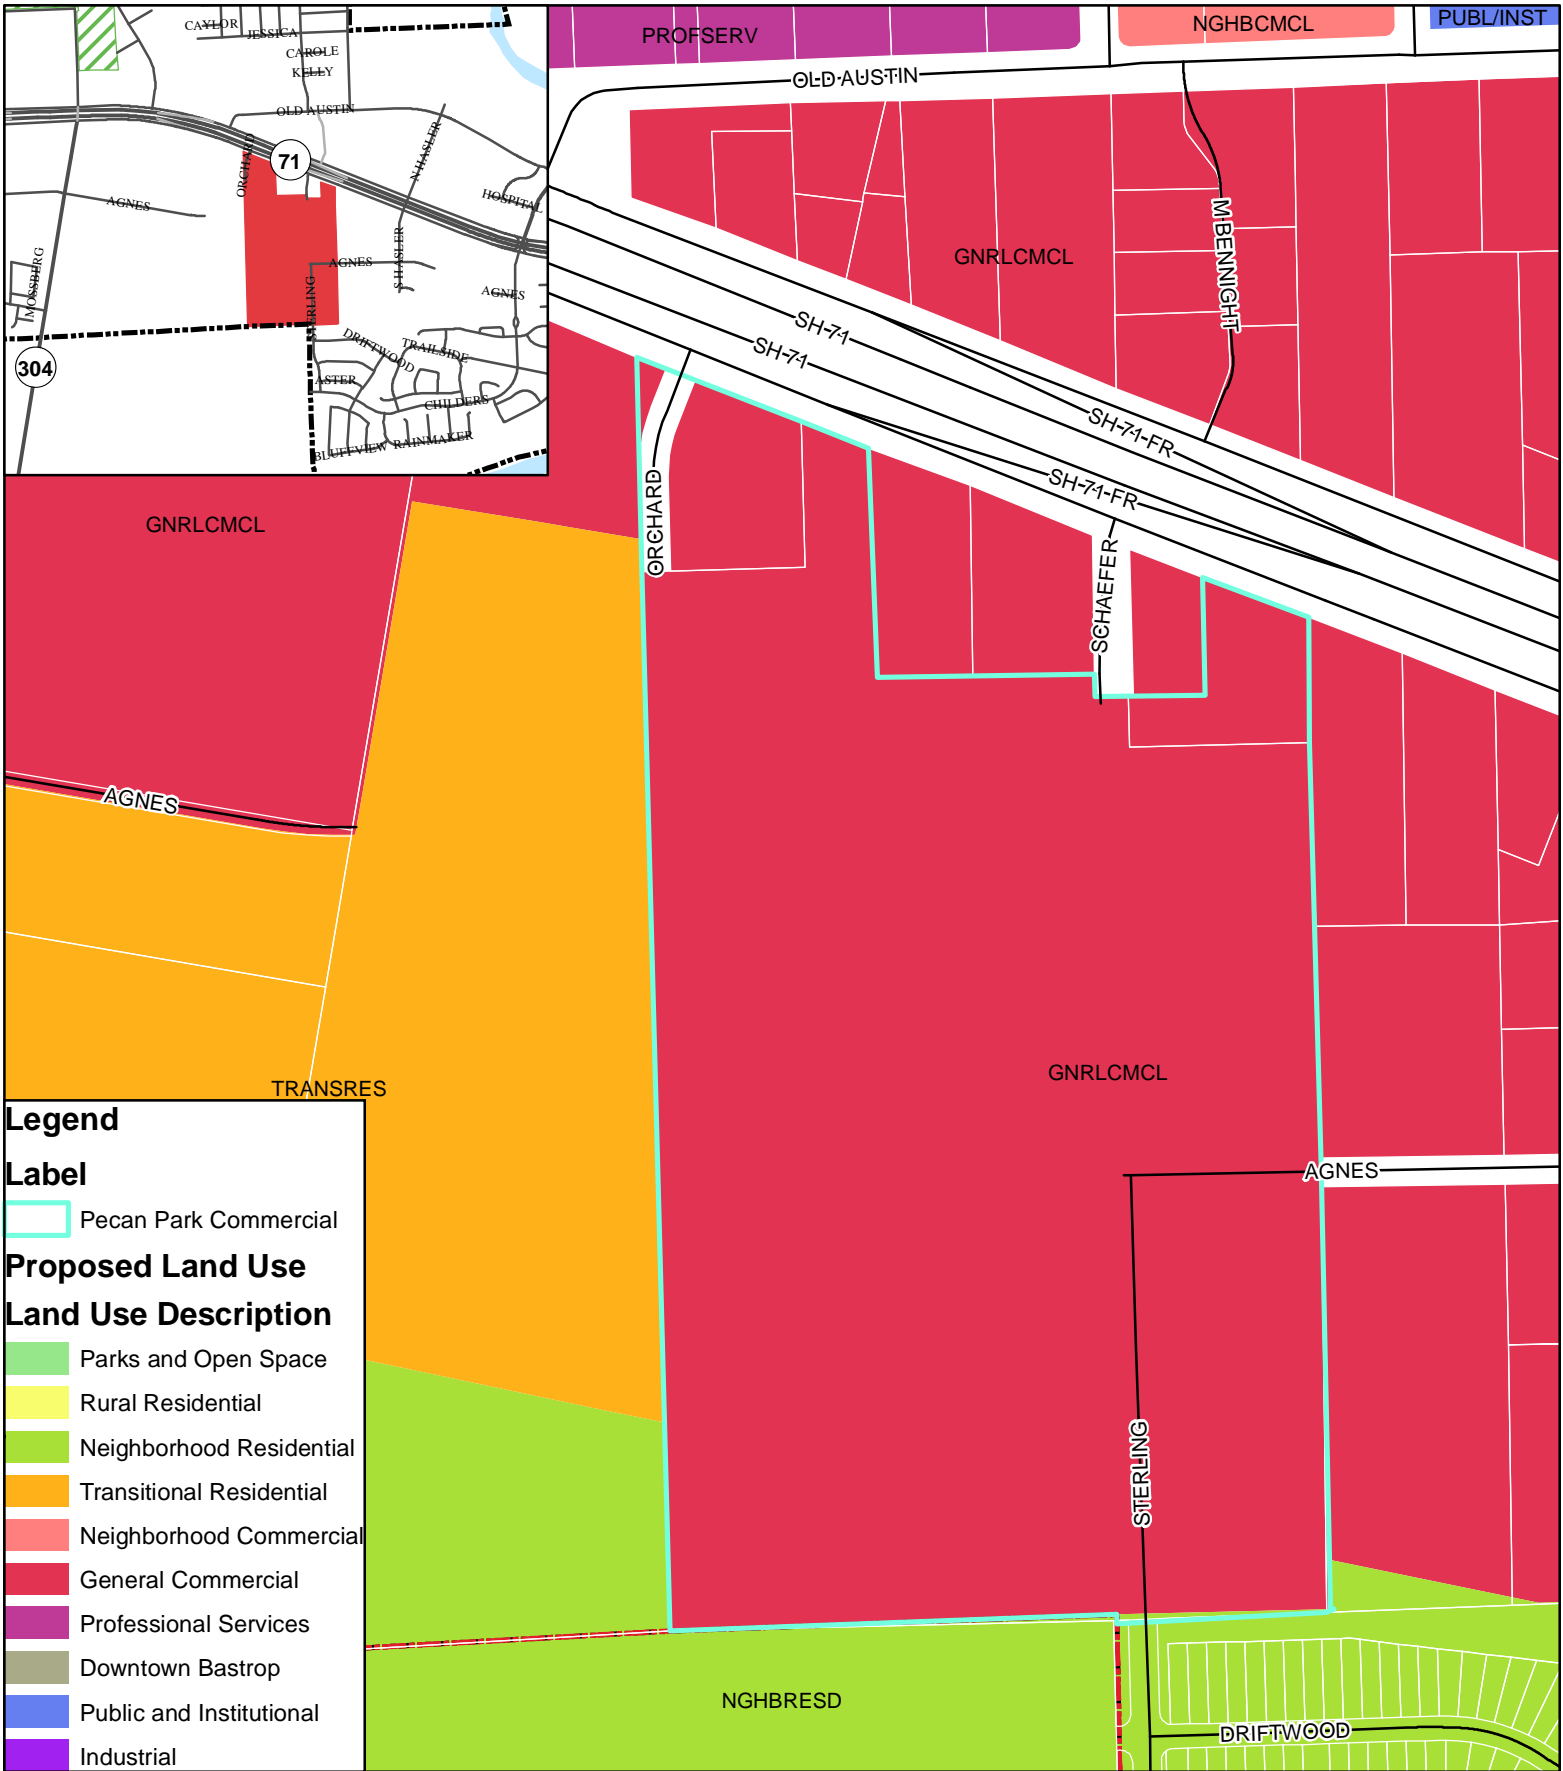 CAYLOR
JESSICA
CAROLE
KELLY
OLD AUSTIN
ORCHARD
71
N HASLER
HOSPITAL
AGNES
MOSSBERG
S HASLER
AGNES
AGNES
STERLING
DRIFTWOOD
TRAILSIDE
304
ASTER
CHILDERS
BLUFFVIEW
RAINMAKER
PROFSERV
NGHBCMCL
PUBL/INST
OLD AUSTIN
GNRLCMCL
M BENNIGHT
SH-71
SH-71
SH-71-FR
SH-71-FR
ORCHARD
SCHAEFER
GNRLCMCL
AGNES
TRANSRES
GNRLCMCL
AGNES
STERLING
NGHBRESD
DRIFTWOOD
Legend
Label
Pecan Park Commercial
Proposed Land Use
Land Use Description
Parks and Open Space
Rural Residential
Neighborhood Residential
Transitional Residential
Neighborhood Commercial
General Commercial
Professional Services
Downtown Bastrop
Public and Institutional
Industrial